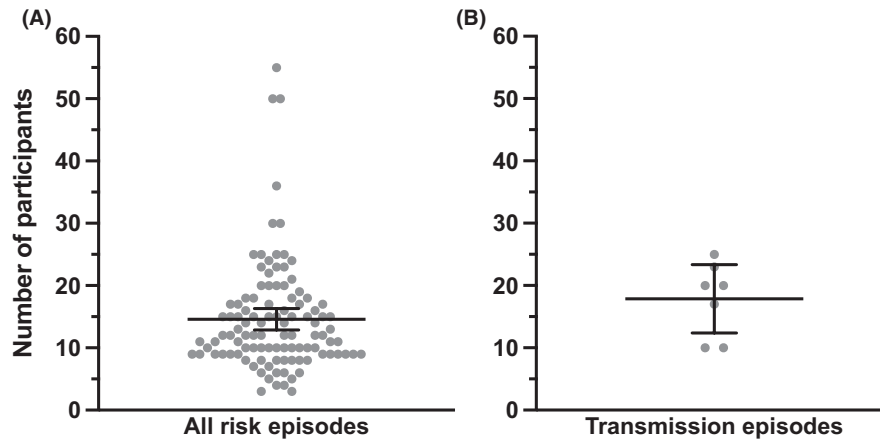 (A)
Number of participants
60
50
40
30
20
10
0
All risk episodes
(B)
60
50
40
30
20
10
0
Transmission episodes